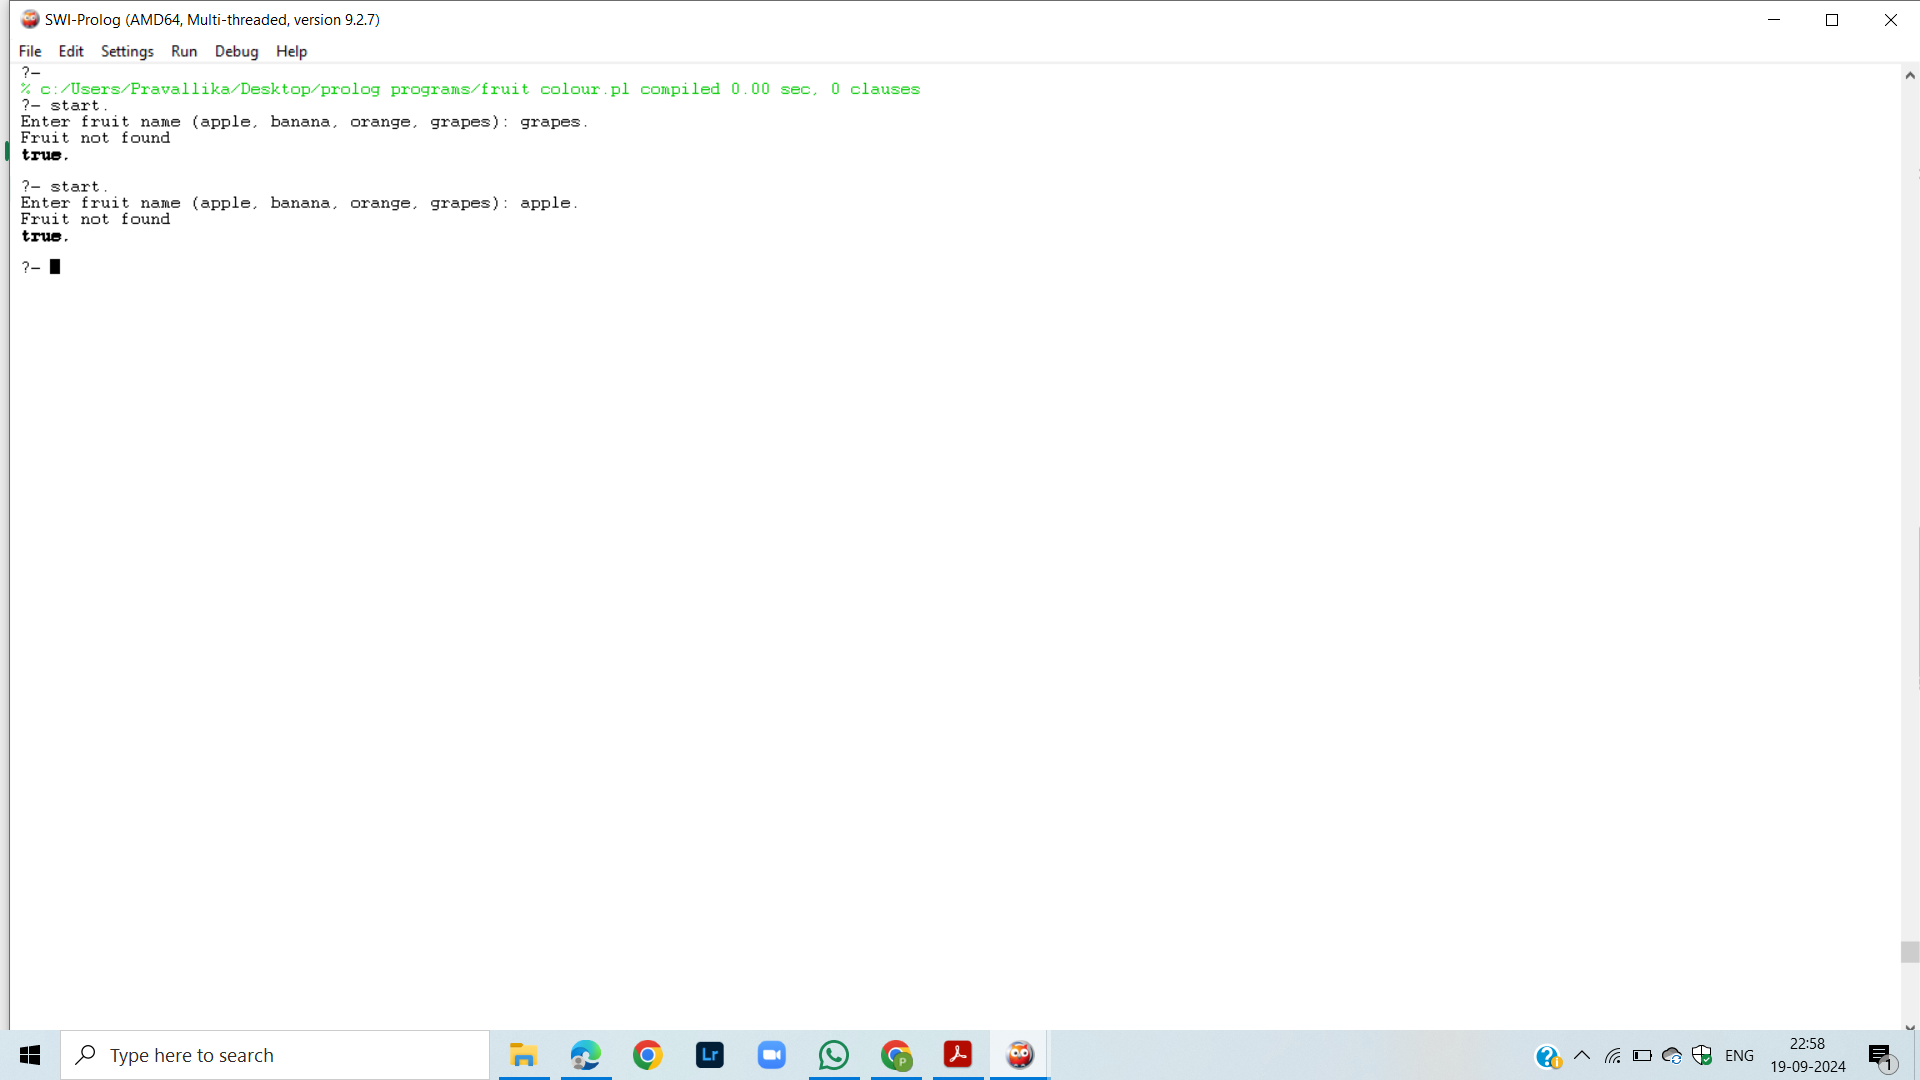 SWI-Prolog (AMD64, Multi-threaded, version 9.2.7)
File Edit Settings Run Debug Help
?-
% c:/Users/Pravallika/Desktop/prolog programs/fruit colour.pl compiled 0.00 sec, 0 clauses
?- start.
Enter fruit name (apple, banana, orange, grapes): grapes.
Fruit not found
true.
?- start.
Enter fruit name (apple, banana, orange, grapes): apple.
Fruit not found
true.
?-
Type here to search
Lr
P
ENG
22:58
19-09-2024
1